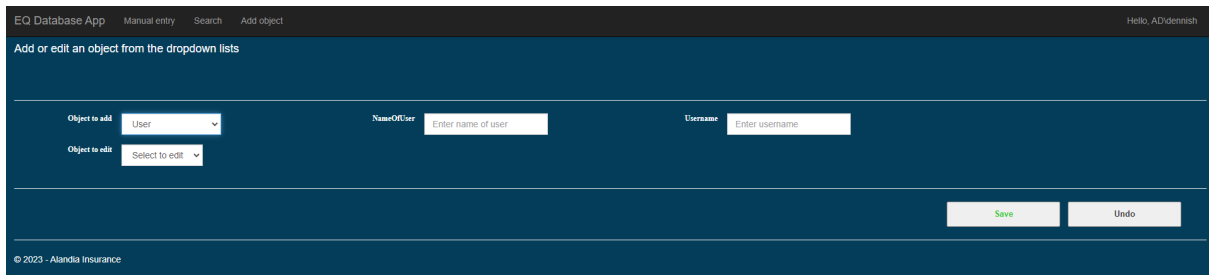 EQ Database App Manual entry Search Add object Hello, AD\dennish
Add or edit an object from the dropdown lists
Object to add User NameOfUser Enter name of user Username Enter username
Object to edit Select to edit
Save Undo
© 2023 - Alandia Insurance